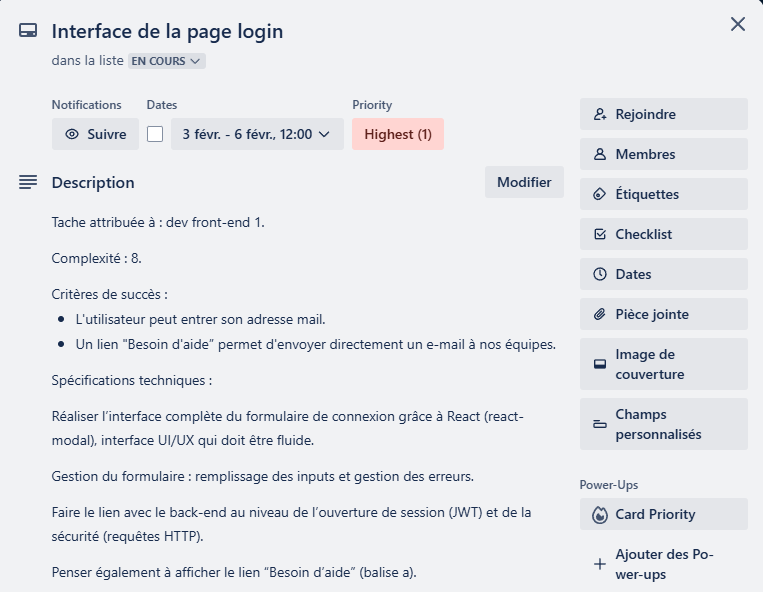 Interface de la page login
dans la liste EN COURS
Notifications
Dates
Priority
Suivre
3 févr. - 6 févr., 12:00
Highest (1)
Description
Modifier
Tache attribuée à : dev front-end 1.
Complexité : 8.
Critères de succès :
L'utilisateur peut entrer son adresse mail.
Un lien "Besoin d'aide” permet d'envoyer directement un e-mail à nos équipes.
Spécifications techniques :
Réaliser l’interface complète du formulaire de connexion grâce à React (react-
modal), interface UI/UX qui doit être fluide.
Gestion du formulaire : remplissage des inputs et gestion des erreurs.
Faire le lien avec le back-end au niveau de l’ouverture de session (JWT) et de la
sécurité (requêtes HTTP).
Penser également à afficher le lien “Besoin d’aide” (balise a).
Rejoindre
Membres
Étiquettes
Checklist
Dates
Pièce jointe
Image de
couverture
Champs
personnalisés
Power-Ups
Card Priority
Ajouter des Po-
wer-ups